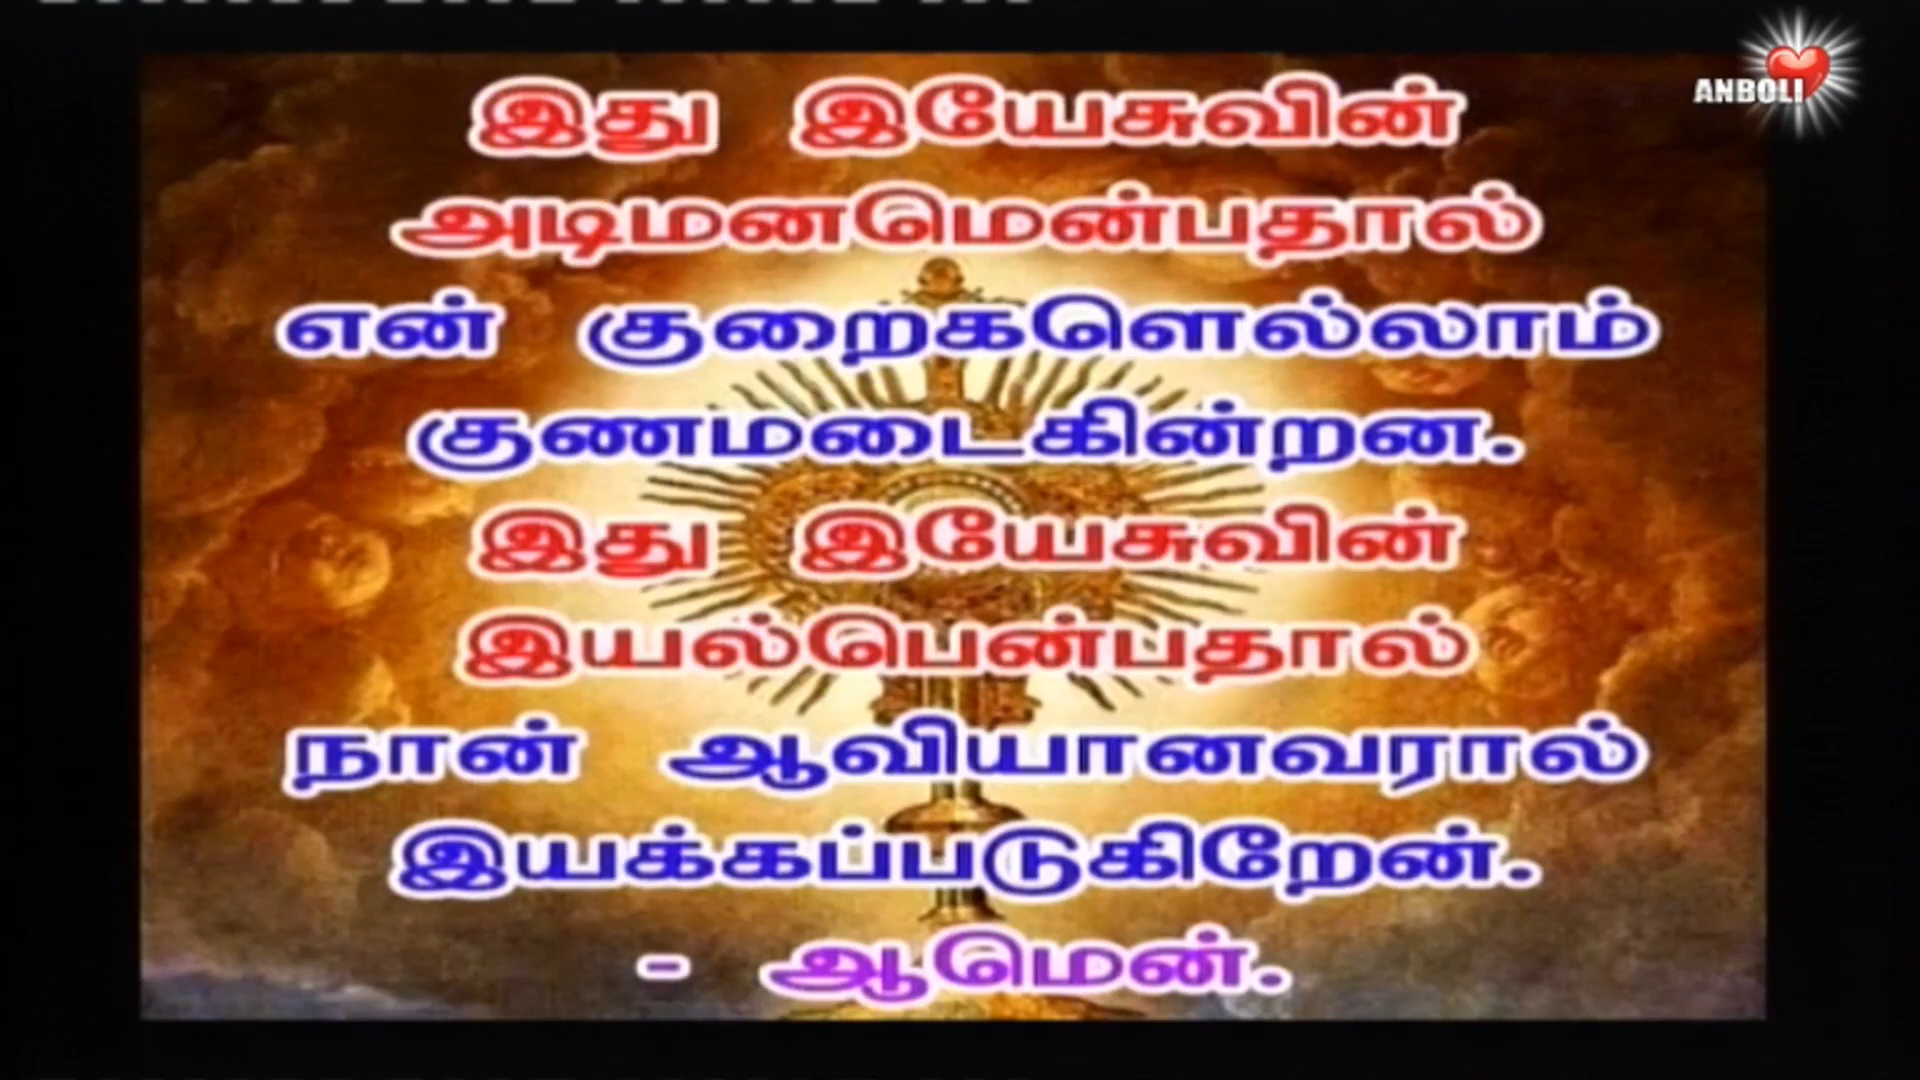 ANBOLI
இது இயேசுவின்
அடிமனமென்பதால்
என் குறைகளெல்லாம்
குணமடைகின்றன.
இது இயேசுவின்
இயல்பென்பதால்
நான் ஆவியானவரால்
இயக்கப்படுகிறேன்.
- ஆமென்.